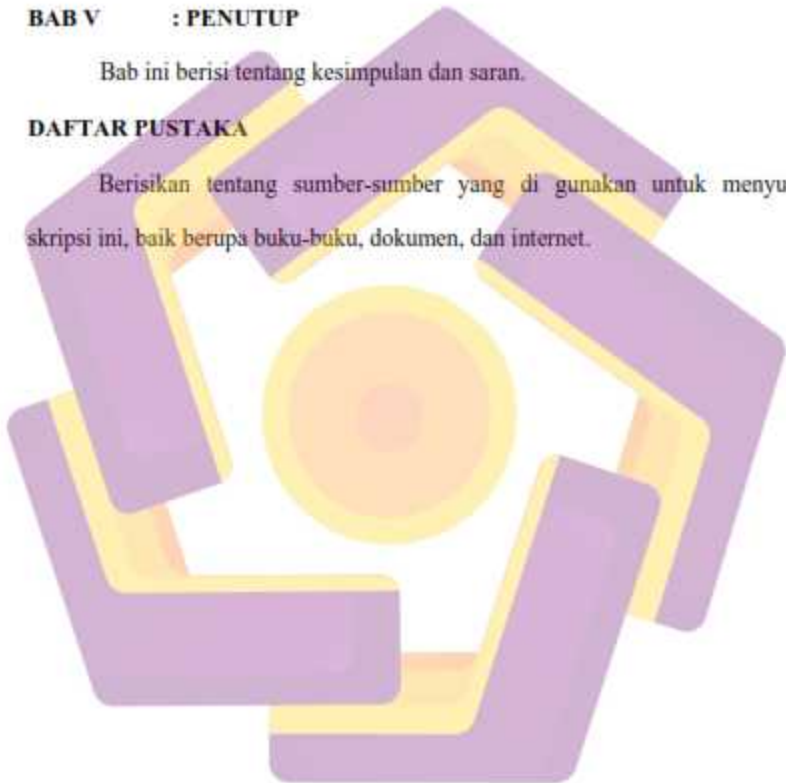 BAB V : PENUTUP
Bab ini berisi tentang kesimpulan dan saran.
DAFTAR PUSTAKA
Berisikan tentang sumber-sumber yang di gunakan untuk menyu
skripsi ini, baik berupa buku-buku, dokumen, dan internet.